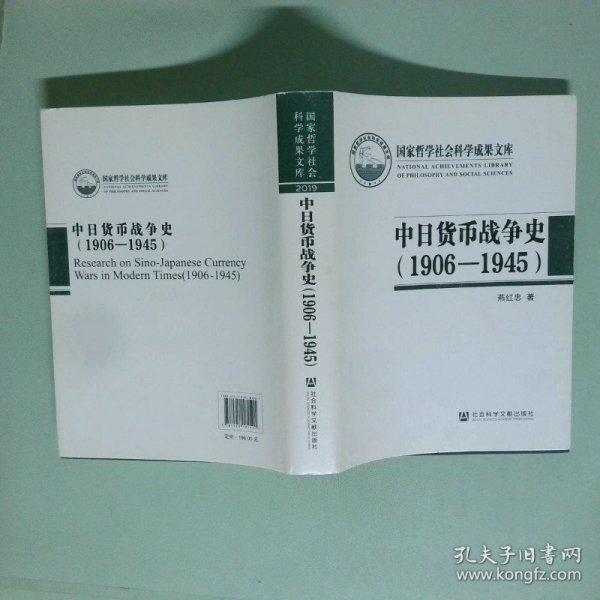 国家哲学社会科学成果文库
NATIONAL ACHIEVEMENTS LIBRARY
OF PHILOSOPHY AND SOCIAL SCIENCES
中日货币战争史
(1906—1945)
Research on Sino-Japanese Currency
Wars in Modern Times(1906-1945)
定价：198.00元
国家哲学社会
科学成果文库
2019
中日货币战争史(1906—1945)
社会科学文献出版社
国家哲学社会科学成果文库
NATIONAL ACHIEVEMENTS LIBRARY
OF PHILOSOPHY AND SOCIAL SCIENCES
中日货币战争史
(1906—1945)
燕红忠 著
社会科学文献出版社
孔夫子旧书网
www.kongfz.com